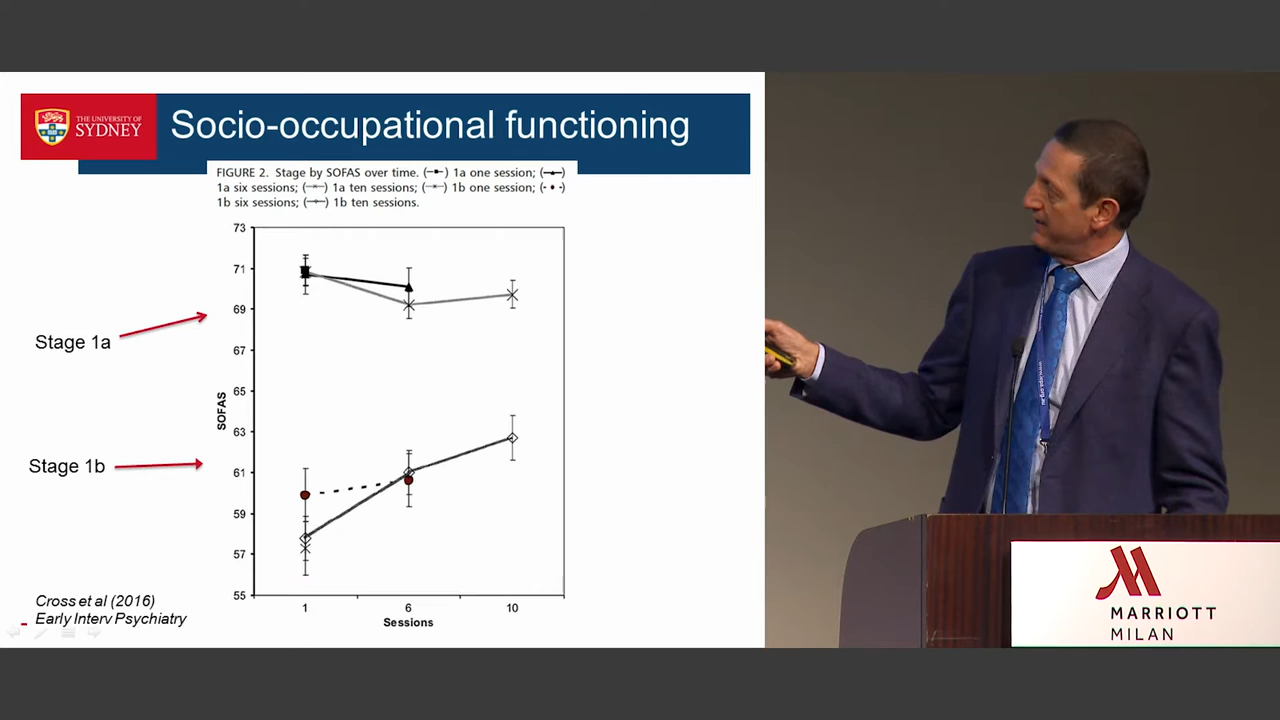 THE UNIVERSITY OF
SYDNEY
Socio-occupational functioning
FIGURE 2. Stage by SOFAS over time. (–■–) 1a one session; (–▲–)
1a six sessions; (–×–) 1a ten sessions; (–×–) 1b one session; (- ● -)
1b six sessions; (–◇–) 1b ten sessions.
73
71
69
67
65
63
61
59
57
55
SOFAS
1
6
10
Sessions
Stage 1a
Stage 1b
Cross et al (2016)
Early Interv Psychiatry
MARRIOTT
MILAN